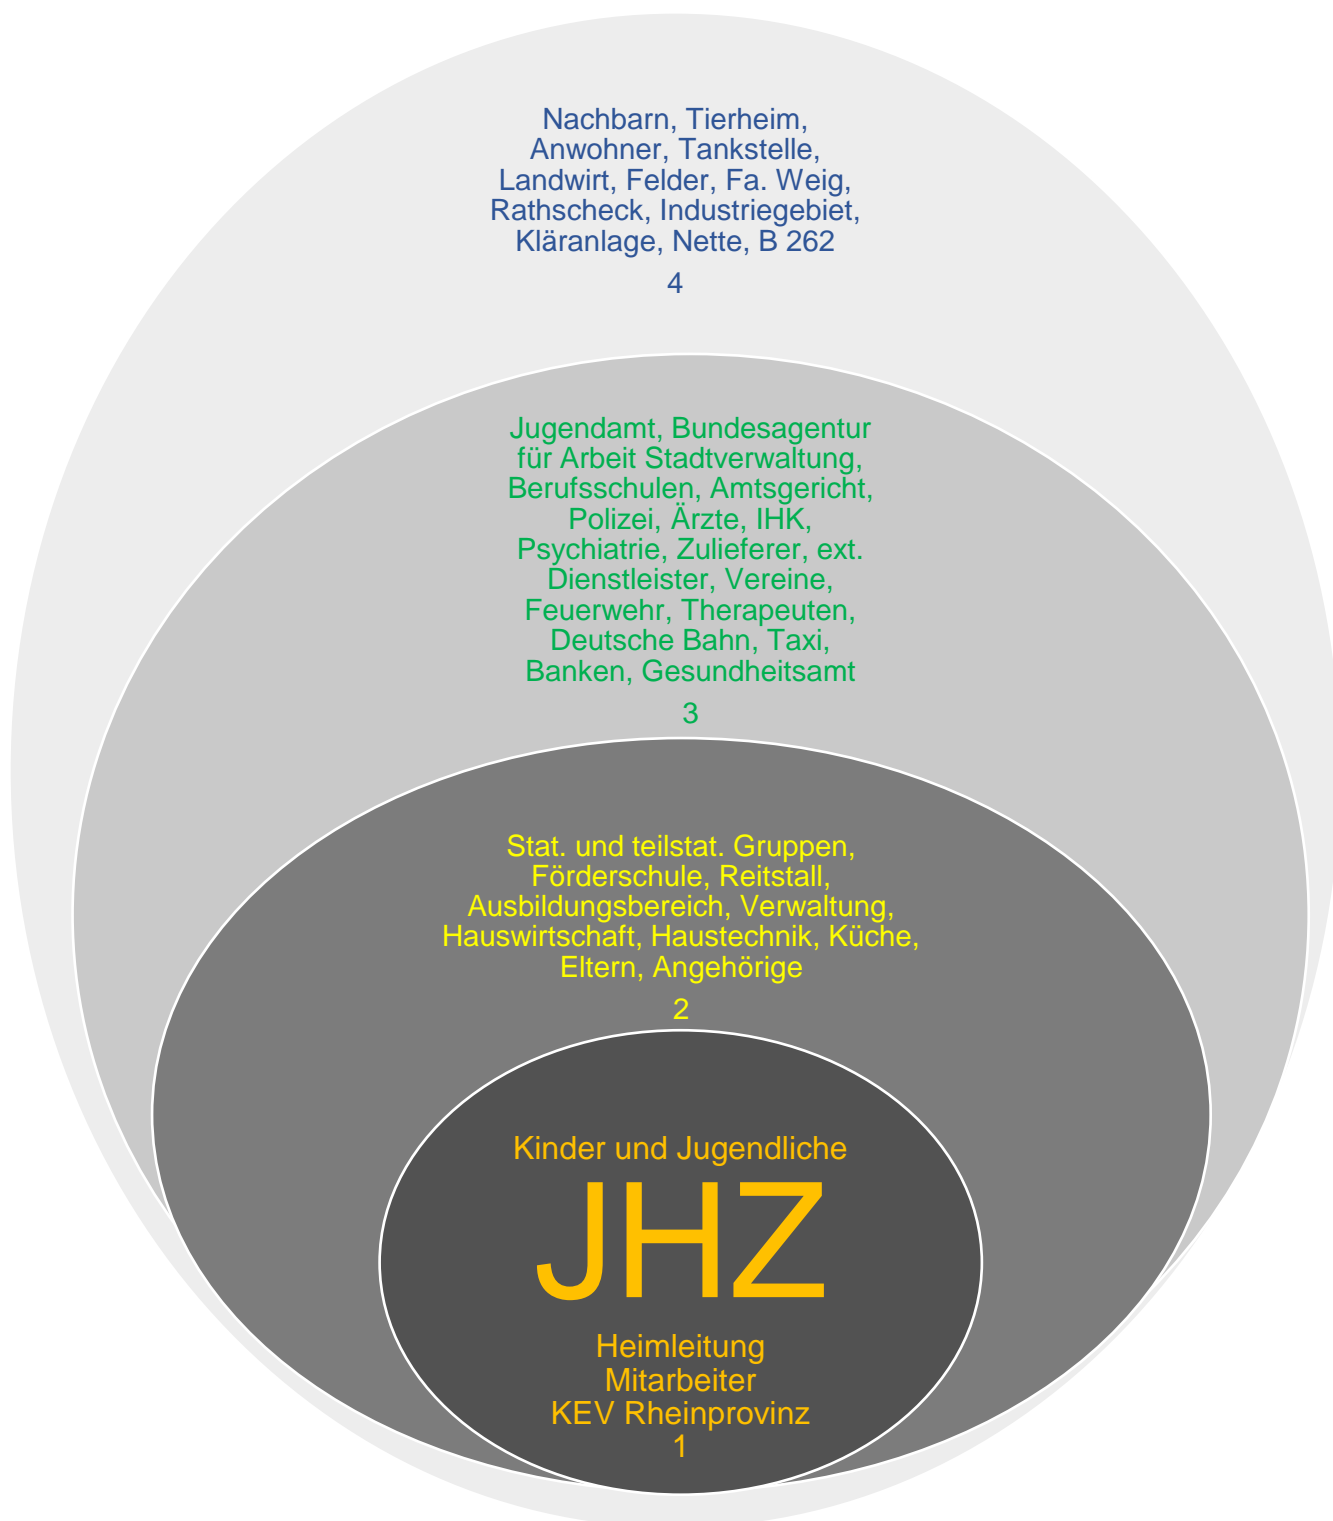 Nachbarn, Tierheim,
Anwohner, Tankstelle,
Landwirt, Felder, Fa. Weig,
Rathscheck, Industriegebiet,
Kläranlage, Nette, B 262
4
Jugendamt, Bundesagentur
für Arbeit Stadtverwaltung,
Berufsschulen, Amtsgericht,
Polizei, Ärzte, IHK,
Psychiatrie, Zulieferer, ext.
Dienstleister, Vereine,
Feuerwehr, Therapeuten,
Deutsche Bahn, Taxi,
Banken, Gesundheitsamt
3
Stat. und teilstat. Gruppen,
Förderschule, Reitstall,
Ausbildungsbereich, Verwaltung,
Hauswirtschaft, Haustechnik, Küche,
Eltern, Angehörige
2
Kinder und Jugendliche
JHZ
Heimleitung
Mitarbeiter
KEV Rheinprovinz
1